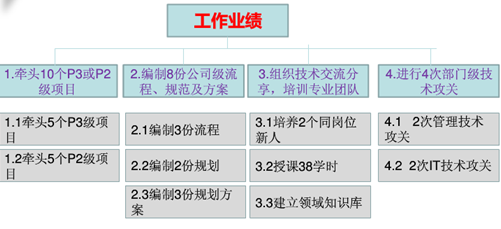 工作业绩
1.牵头10个P3或P2
级项目
2.编制8份公司级流
程、规范及方案
3.组织技术交流分
享，培训专业团队
4.进行4次部门级技
术攻关
1.1牵头5个P3级项
目
1.2牵头5个P2级项
目
2.1编制3份流程
2.2编制2份规划
2.3编制3份规划方
案
3.1培养2个同岗位
新人
3.2授课38学时
3.3建立领域知识库
4.1 2次管理技术
攻关
4.2 2次IT技术攻关